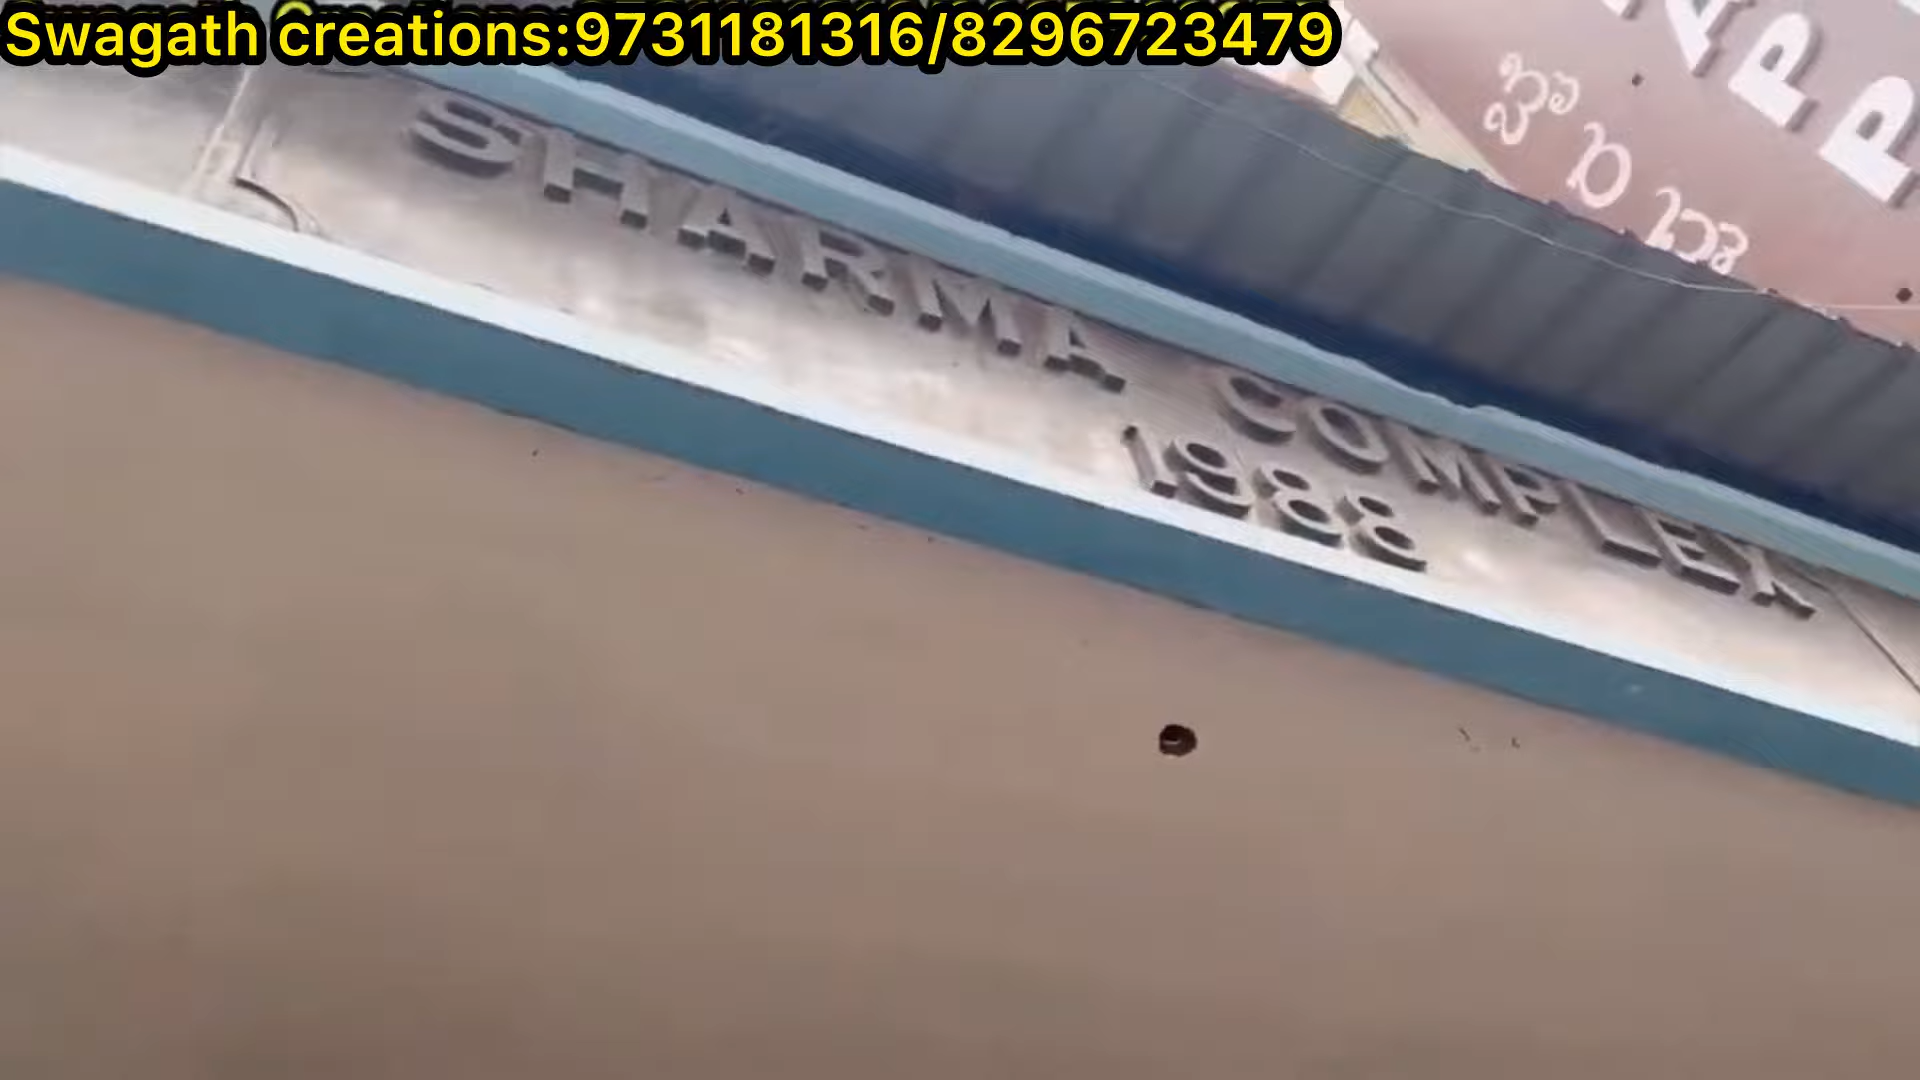 Swagath creations:9731181316/8296723479
SHARMA COMPLEX
1988